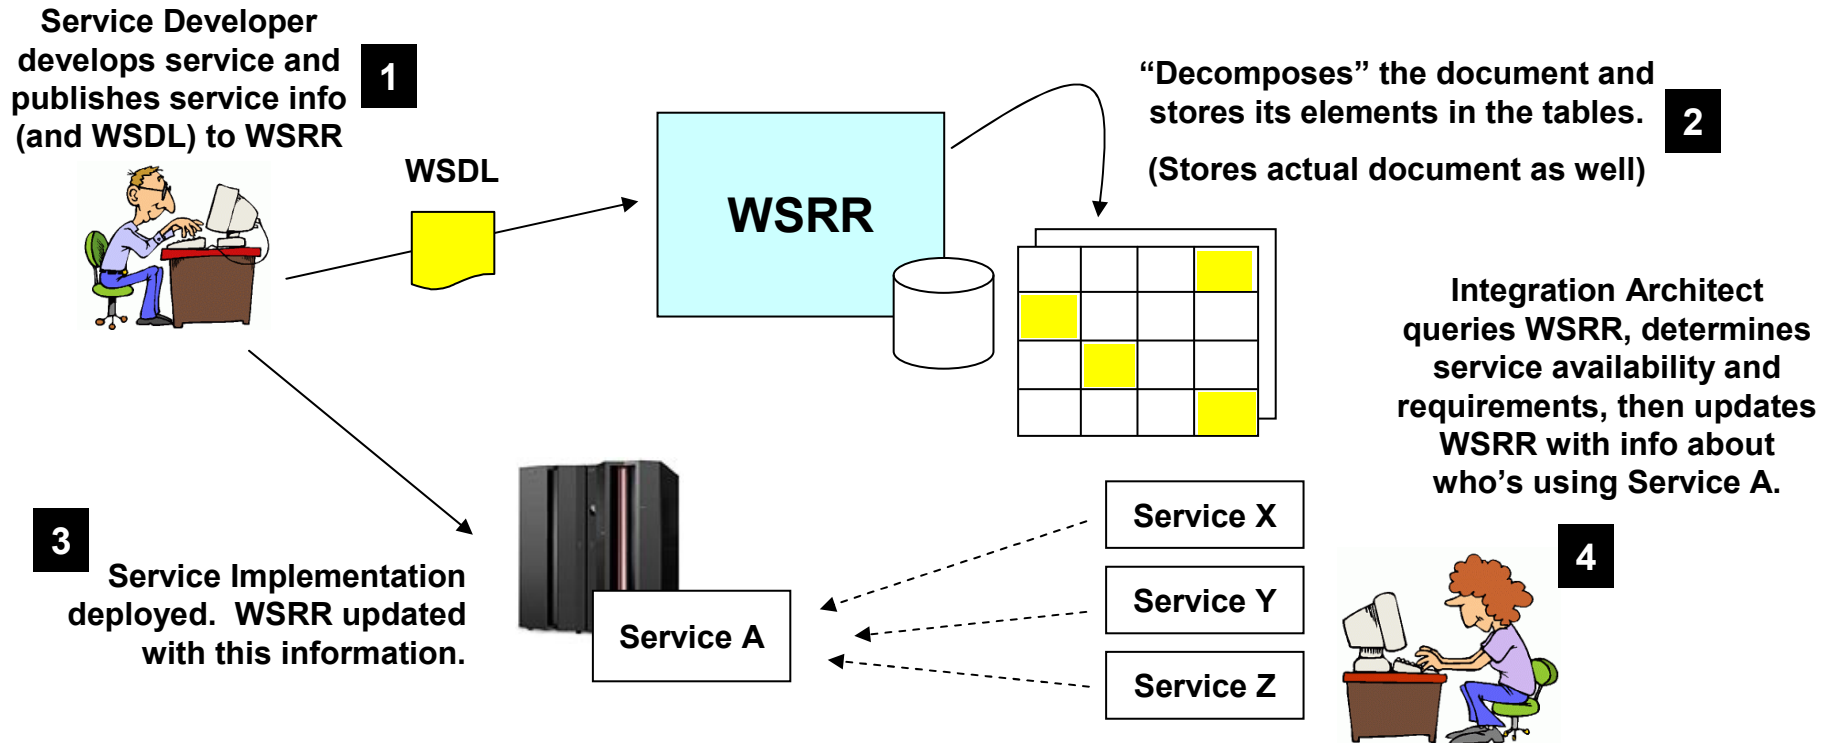 Service Developer
develops service and
publishes service info
(and WSDL) to WSRR
1
WSDL
WSRR
“Decomposes” the document and
stores its elements in the tables.
(Stores actual document as well)
2
3
Service Implementation
deployed.  WSRR updated
with this information.
Service A
Service X
Service Y
Service Z
Integration Architect
queries WSRR, determines
service availability and
requirements, then updates
WSRR with info about
who’s using Service A.
4